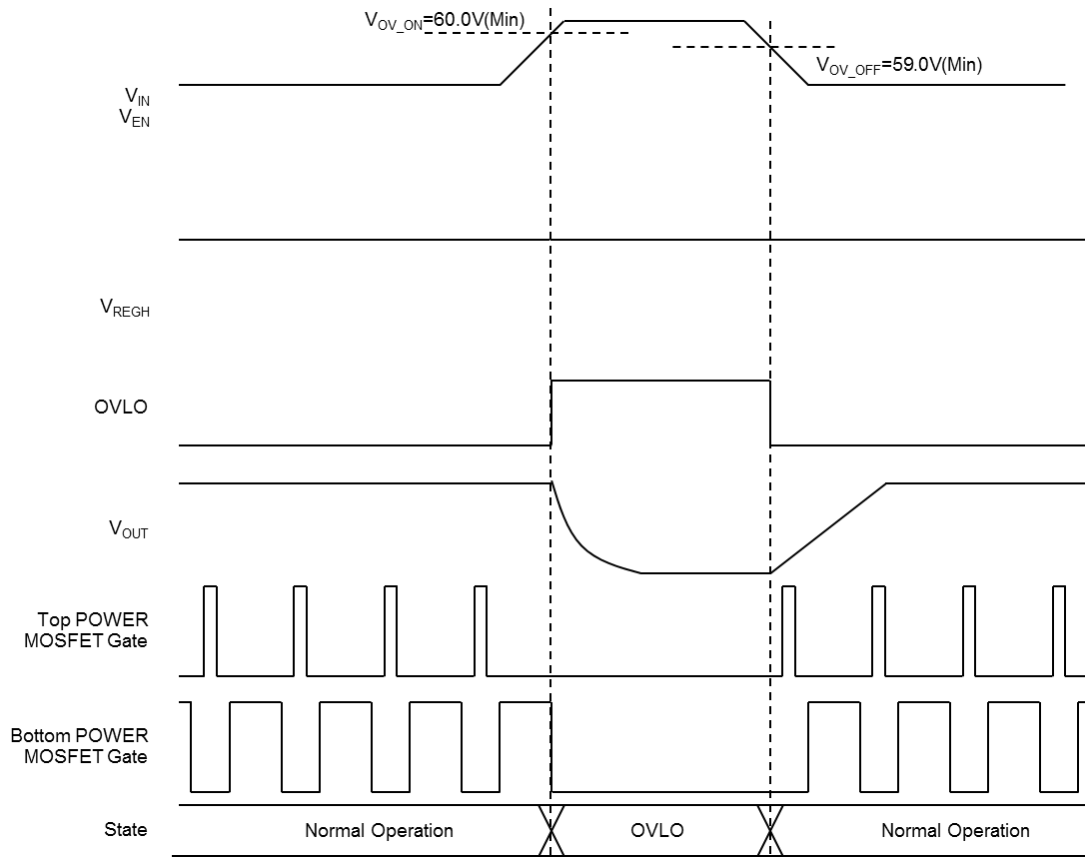 V_OV_ON=60.0V(Min)
V_OV_OFF=59.0V(Min)
V_IN
V_EN
V_REGH
OVLO
V_OUT
Top POWER
MOSFET Gate
Bottom POWER
MOSFET Gate
State
Normal Operation
OVLO
Normal Operation